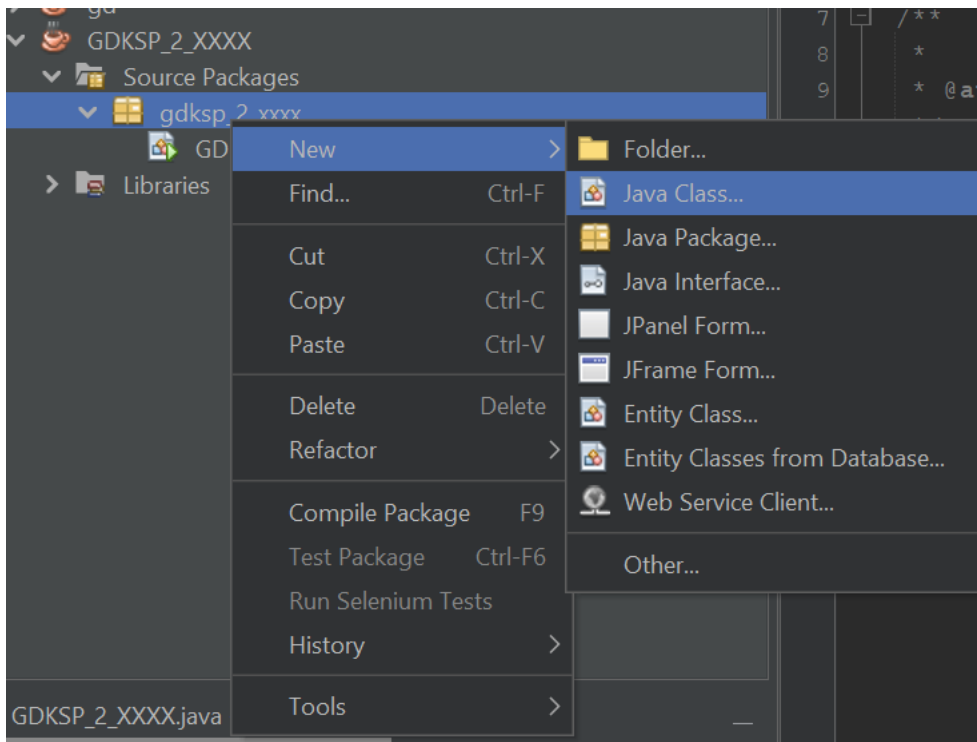 gd
GDKSP_2_XXXX
Source Packages
gdksp_2_xxxx
GD
Libraries
New
Find... Ctrl-F
Cut Ctrl-X
Copy Ctrl-C
Paste Ctrl-V
Delete Delete
Refactor
Compile Package F9
Test Package Ctrl-F6
Run Selenium Tests
History
Tools
Folder...
Java Class...
Java Package...
Java Interface...
JPanel Form...
JFrame Form...
Entity Class...
Entity Classes from Database...
Web Service Client...
Other...
7 /**
8 *
9 * @a
GDKSP_2_XXXX.java